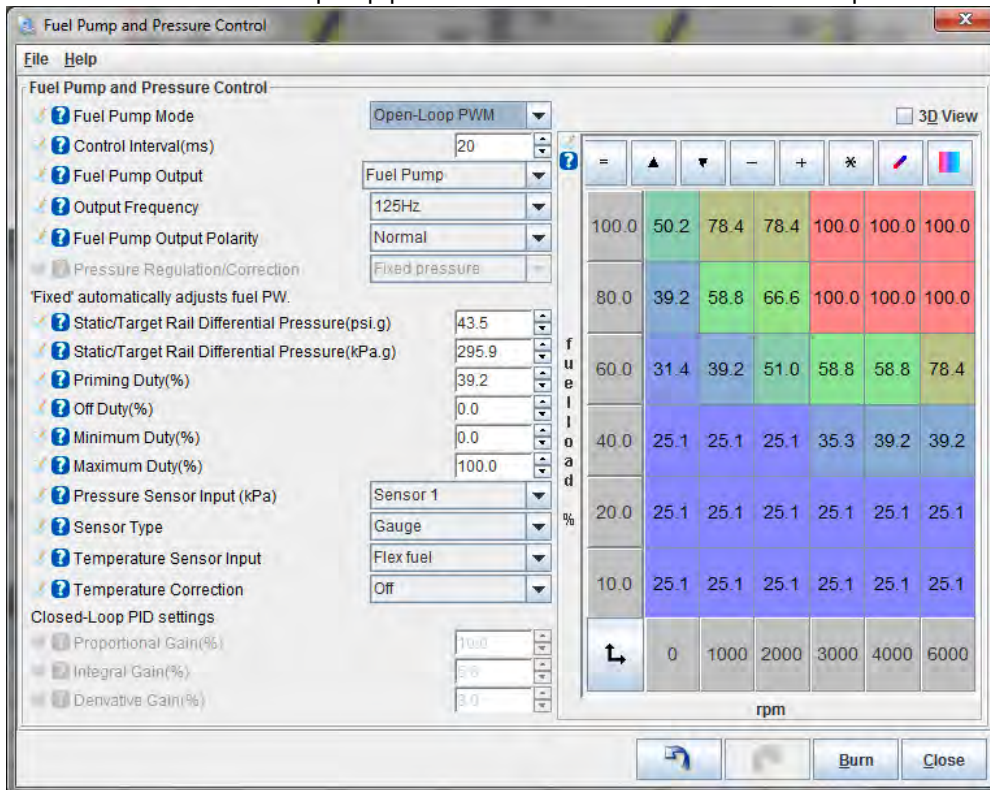 Fuel Pump and Pressure Control
File Help
Fuel Pump and Pressure Control
Fuel Pump Mode Open-Loop PWM
3D View
Control Interval(ms) 20
= - + *
Fuel Pump Output Fuel Pump
Output Frequency 125Hz
Fuel Pump Output Polarity Normal
Pressure Regulation/Correction Fixed pressure
'Fixed' automatically adjusts fuel PW.
Static/Target Rail Differential Pressure(psi.g) 43.5
Static/Target Rail Differential Pressure(kPa.g) 295.9
Priming Duty(%) 39.2
Off Duty(%) 0.0
Minimum Duty(%) 0.0
Maximum Duty(%) 100.0
Pressure Sensor Input (kPa) Sensor 1
Sensor Type Gauge
Temperature Sensor Input Flex fuel
Temperature Correction Off
Closed-Loop PID settings
Proportional Gain(%) 10.0
Integral Gain(%)
Derivative Gain(%)
fuelload %
100.0 50.2 78.4 78.4 100.0 100.0 100.0
80.0 39.2 58.8 66.6 100.0 100.0 100.0
60.0 31.4 39.2 51.0 58.8 58.8 78.4
40.0 25.1 25.1 25.1 35.3 39.2 39.2
20.0 25.1 25.1 25.1 25.1 25.1 25.1
10.0 25.1 25.1 25.1 25.1 25.1 25.1
0 1000 2000 3000 4000 6000
rpm
Burn Close